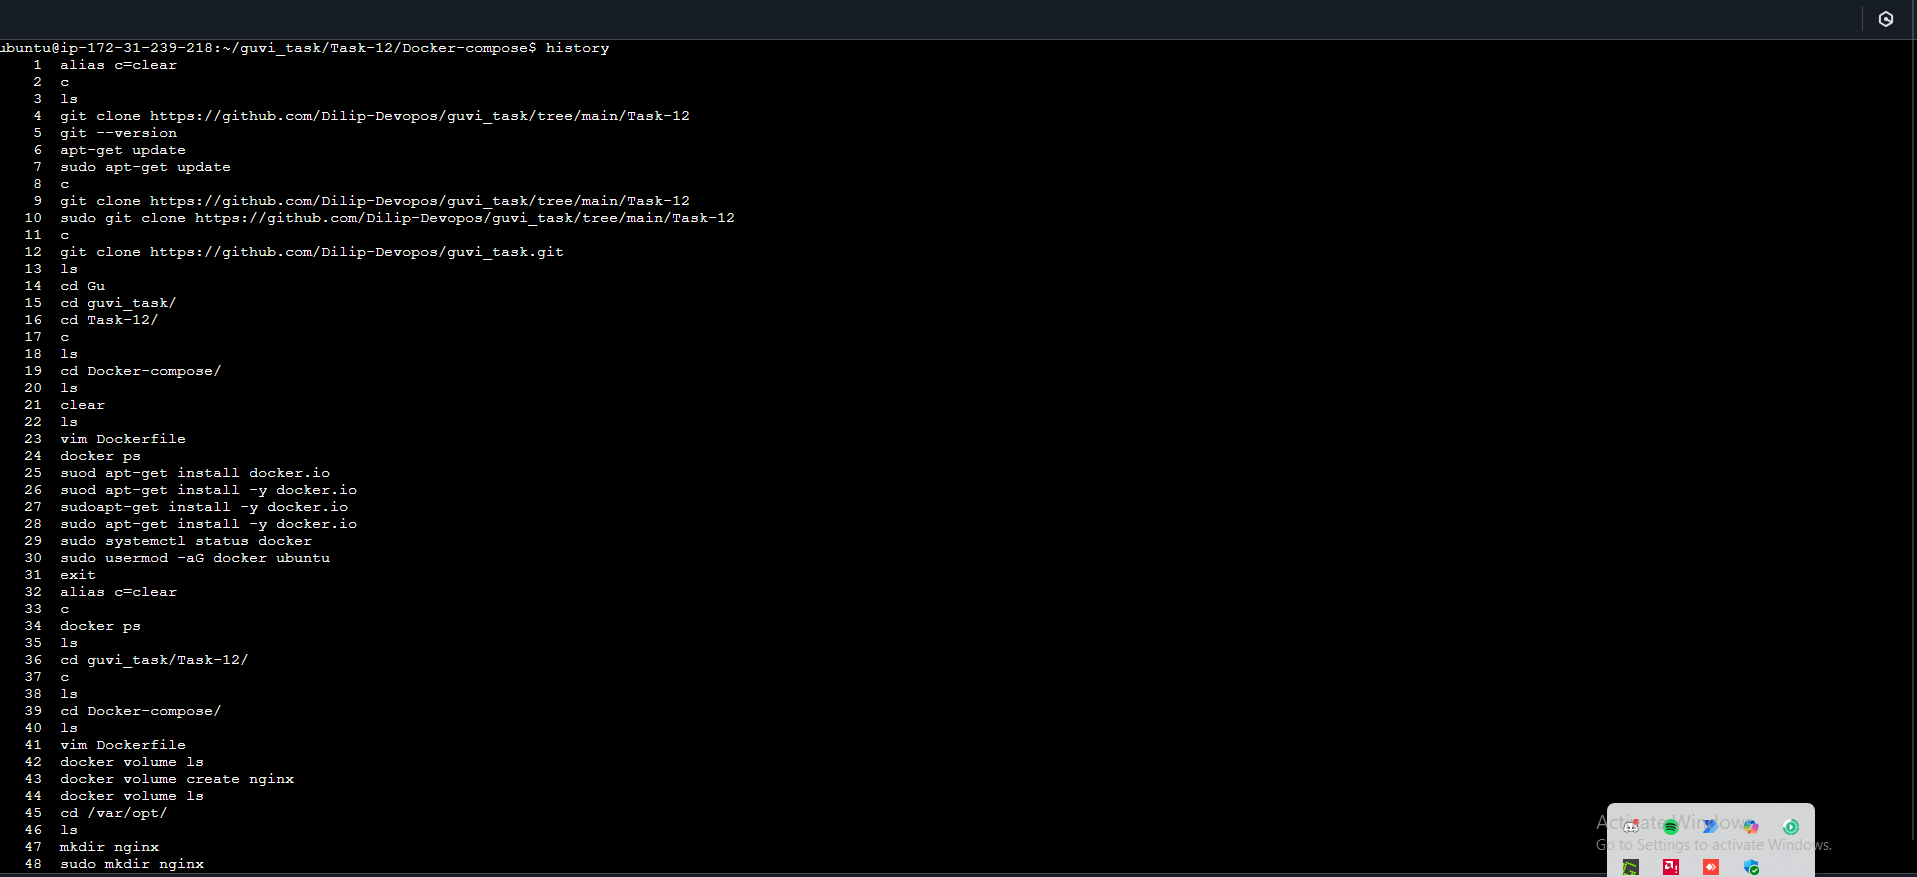 ubuntu@ip-172-31-239-218:~/guvi_task/Task-12/Docker-compose$ history
1 alias c=clear
2 c
3 ls
4 git clone https://github.com/Dilip-Devopos/guvi_task/tree/main/Task-12
5 git --version
6 apt-get update
7 sudo apt-get update
8 c
9 git clone https://github.com/Dilip-Devopos/guvi_task/tree/main/Task-12
10 sudo git clone https://github.com/Dilip-Devopos/guvi_task/tree/main/Task-12
11 c
12 git clone https://github.com/Dilip-Devopos/guvi_task.git
13 ls
14 cd Gu
15 cd guvi_task/
16 cd Task-12/
17 c
18 ls
19 cd Docker-compose/
20 ls
21 clear
22 ls
23 vim Dockerfile
24 docker ps
25 suod apt-get install docker.io
26 suod apt-get install -y docker.io
27 sudoapt-get install -y docker.io
28 sudo apt-get install -y docker.io
29 sudo systemctl status docker
30 sudo usermod -aG docker ubuntu
31 exit
32 alias c=clear
33 c
34 docker ps
35 ls
36 cd guvi_task/Task-12/
37 c
38 ls
39 cd Docker-compose/
40 ls
41 vim Dockerfile
42 docker volume ls
43 docker volume create nginx
44 docker volume ls
45 cd /var/opt/
46 ls
47 mkdir nginx
48 sudo mkdir nginx
Activate Windows
Go to Settings to activate Windows.